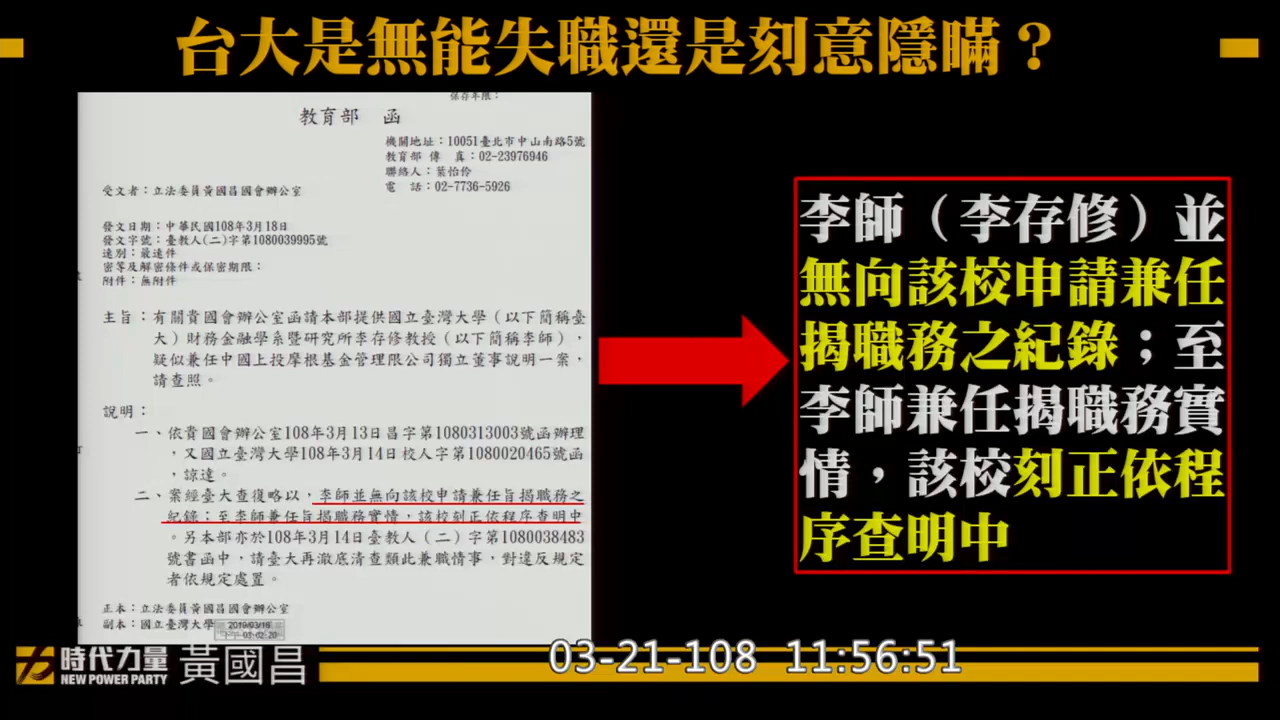 台大是無能失職還是刻意隱瞞？
保存年限：
教育部　函
機關地址：10051臺北市中山南路5號
教育部 傳　真：02-23976946
聯絡人：葉怡伶
電　話：02-7736-5926
受文者：立法委員黃國昌國會辦公室
發文日期：中華民國108年3月18日
發文字號：臺教人(二)字第1080039995號
速別：最速件
密等及解密條件或保密期限：
附件：無附件
主旨：有關貴國會辦公室函請本部提供國立臺灣大學（以下簡稱臺
大）財務金融學系暨研究所李存修教授（以下簡稱李師），
疑似兼任中國上投摩根基金管理限公司獨立董事說明一案，
請查照。
說明：
一、依貴國會辦公室108年3月13日昌字第1080313003號函辦理
，又國立臺灣大學108年3月14日校人字第1080020465號函
，諒達。
二、案經臺大查復略以，李師並無向該校申請兼任旨揭職務之
紀錄；至李師兼任旨揭職務實情，該校刻正依程序查明中
。另本部亦於108年3月14日臺教人（二）字第1080038483
號書函中，請臺大再澈底清查類此兼職情事，對違反規定
者依規定處置。
正本：立法委員黃國昌國會辦公室
副本：國立臺灣大學
李師（李存修）並
無向該校申請兼任
揭職務之紀錄；至
李師兼任揭職務實
情，該校刻正依程
序查明中
時代力量
NEW POWER PARTY
黃國昌
03-21-108 11:56:51